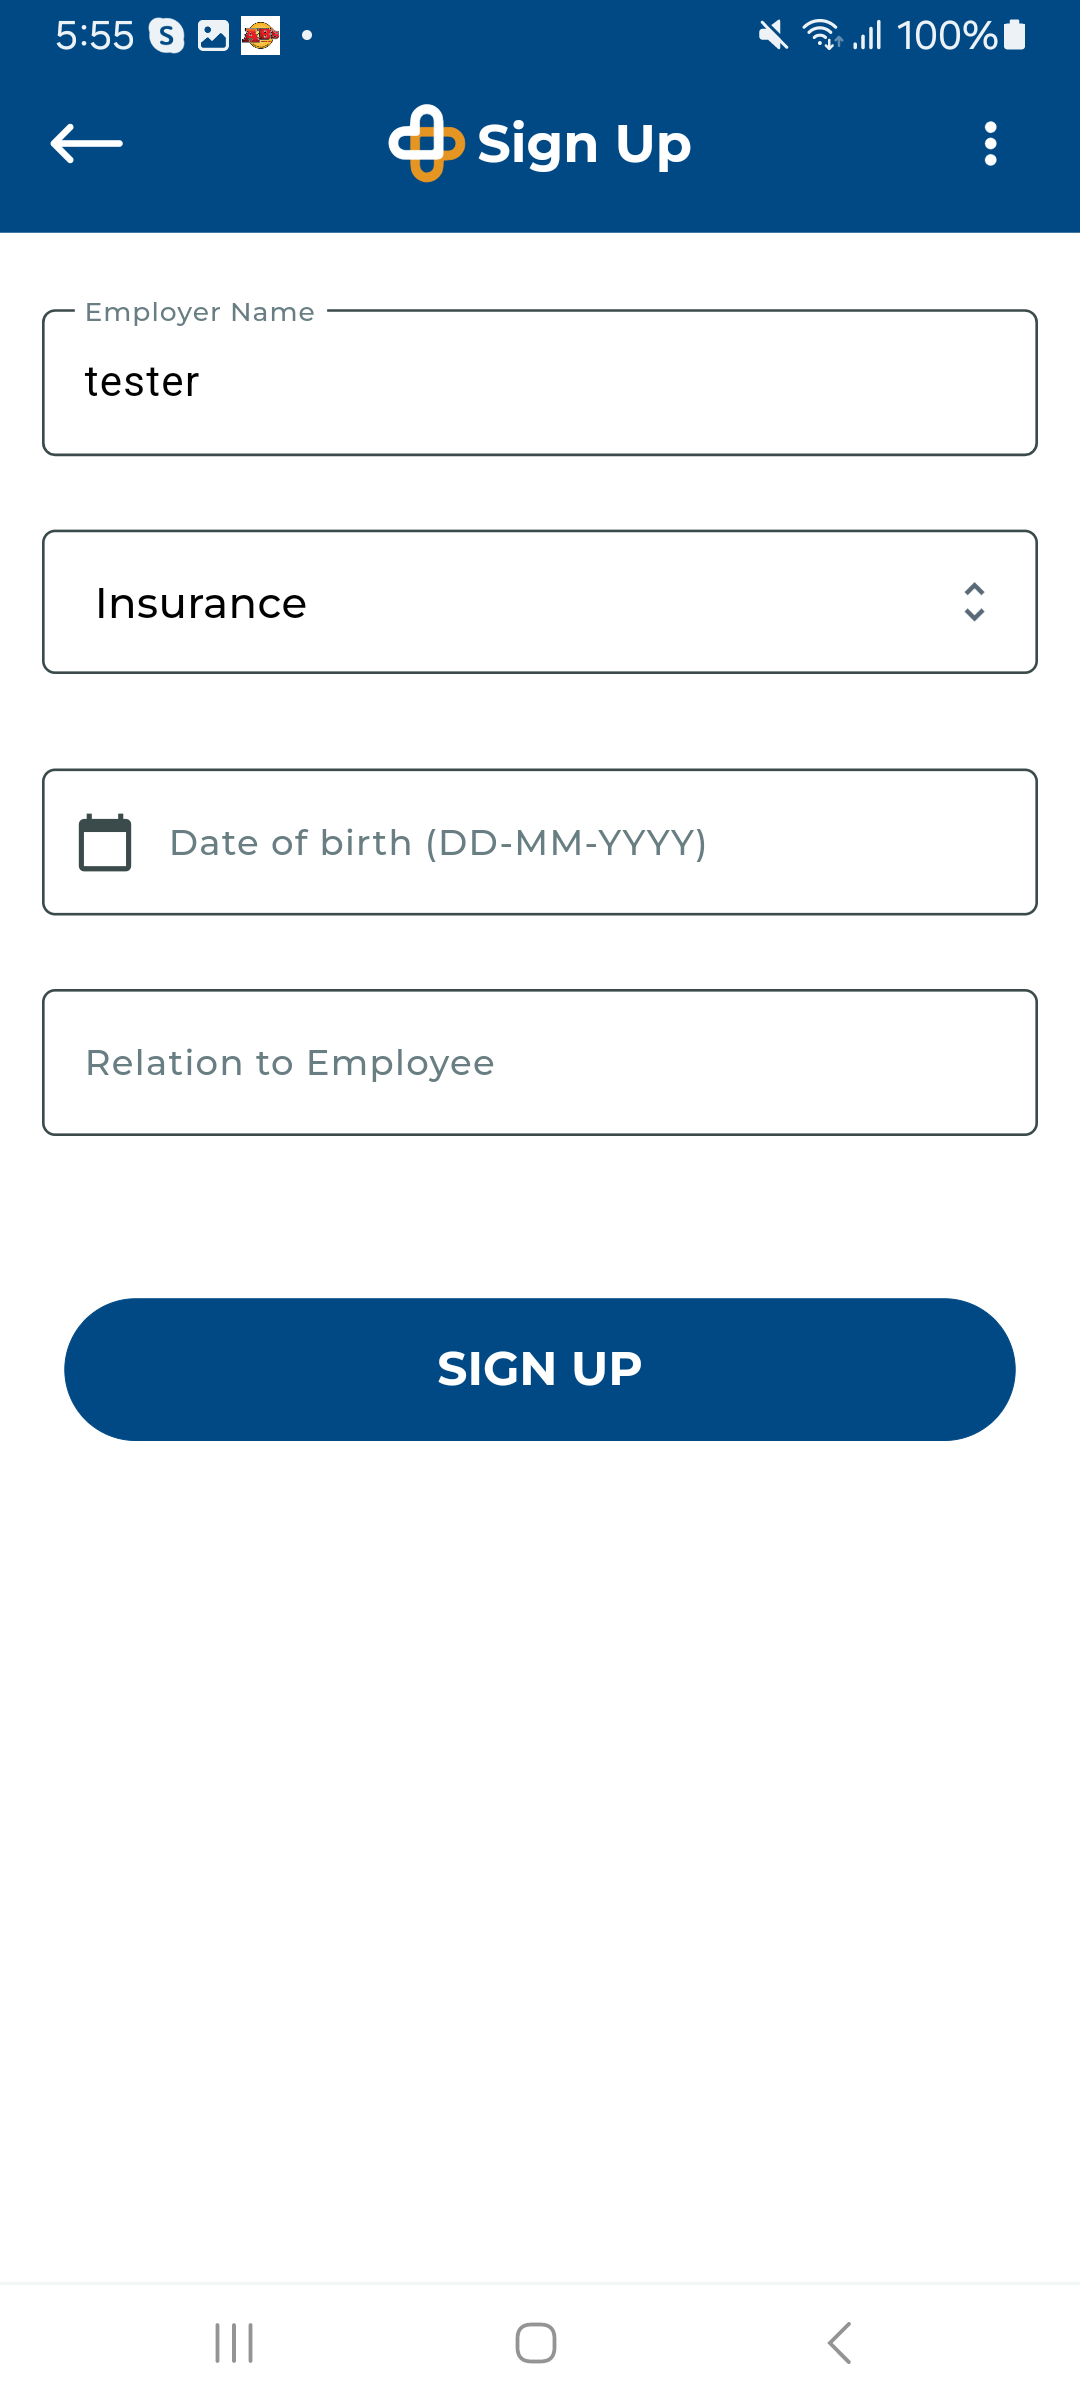 5:55 S ABs 100%
Sign Up
Employer Name
tester
Insurance
Date of birth (DD-MM-YYYY)
Relation to Employee
SIGN UP